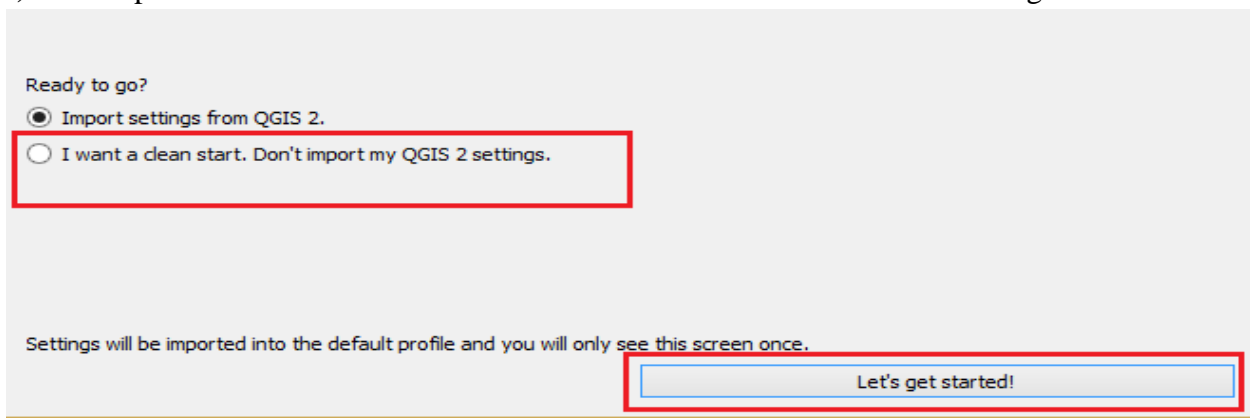 Ready to go?
Import settings from QGIS 2.
I want a clean start. Don't import my QGIS 2 settings.
Settings will be imported into the default profile and you will only see this screen once.
Let's get started!